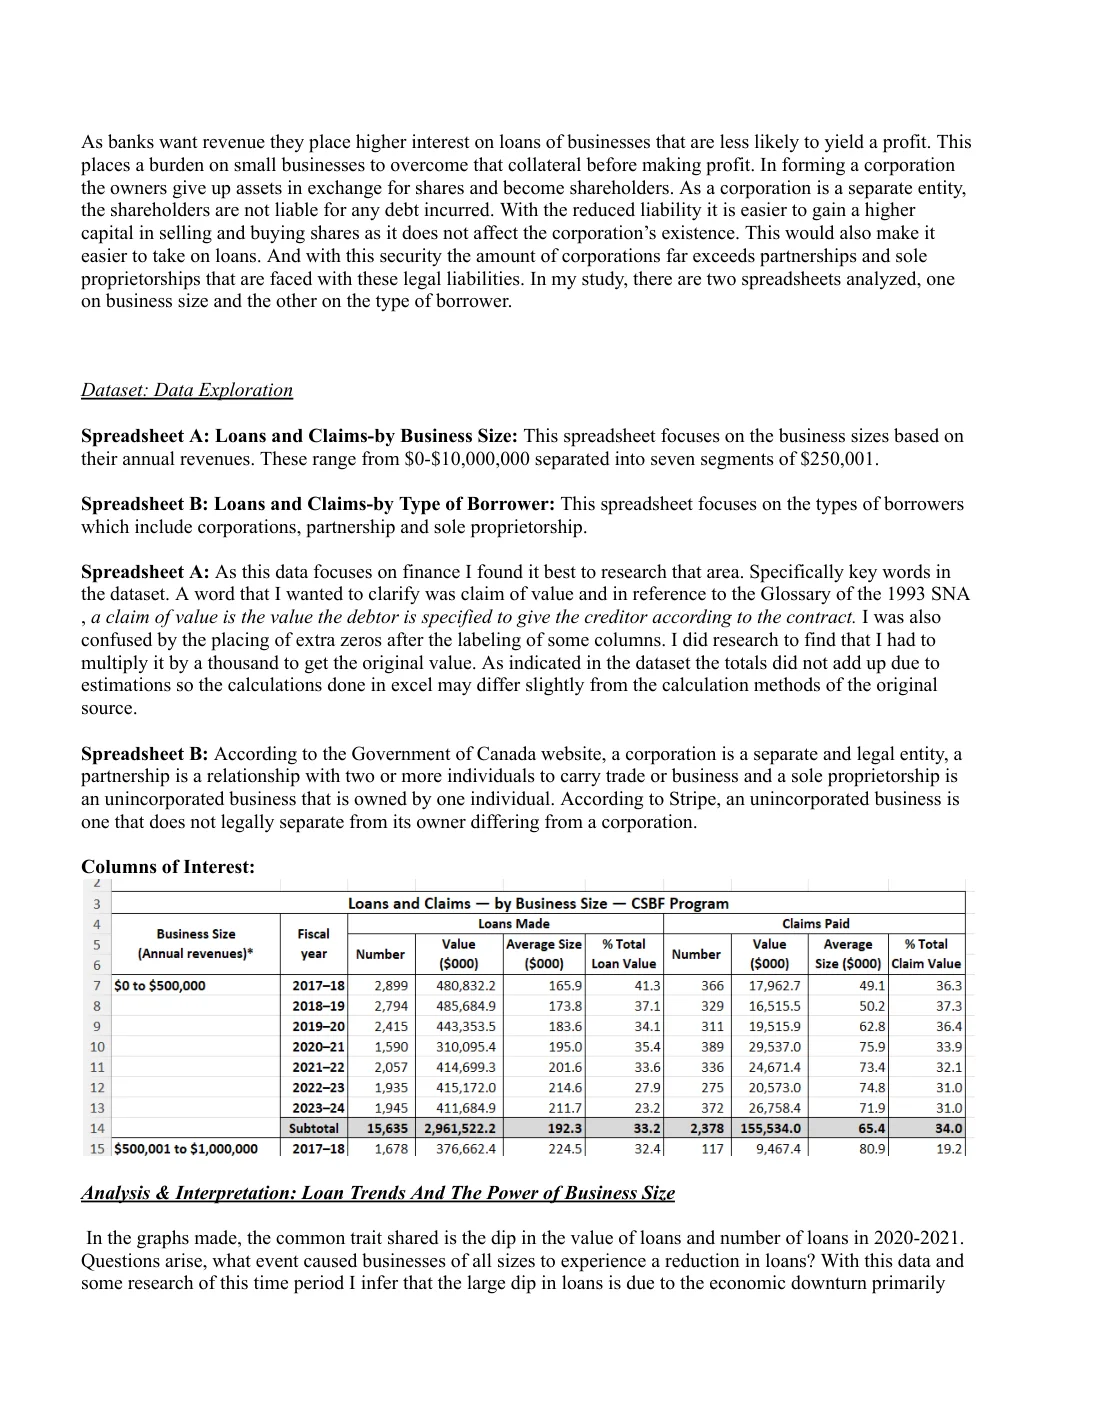 As banks want revenue they place higher interest on loans of businesses that are less likely to yield a profit. This
places a burden on small businesses to overcome that collateral before making profit. In forming a corporation
the owners give up assets in exchange for shares and become shareholders. As a corporation is a separate entity,
the shareholders are not liable for any debt incurred. With the reduced liability it is easier to gain a higher
capital in selling and buying shares as it does not affect the corporation’s existence. This would also make it
easier to take on loans. And with this security the amount of corporations far exceeds partnerships and sole
proprietorships that are faced with these legal liabilities. In my study, there are two spreadsheets analyzed, one
on business size and the other on the type of borrower.
Dataset: Data Exploration
Spreadsheet A: Loans and Claims-by Business Size: This spreadsheet focuses on the business sizes based on
their annual revenues. These range from $0-$10,000,000 separated into seven segments of $250,001.
Spreadsheet B: Loans and Claims-by Type of Borrower: This spreadsheet focuses on the types of borrowers
which include corporations, partnership and sole proprietorship.
Spreadsheet A: As this data focuses on finance I found it best to research that area. Specifically key words in
the dataset. A word that I wanted to clarify was claim of value and in reference to the Glossary of the 1993 SNA
, a claim of value is the value the debtor is specified to give the creditor according to the contract. I was also
confused by the placing of extra zeros after the labeling of some columns. I did research to find that I had to
multiply it by a thousand to get the original value. As indicated in the dataset the totals did not add up due to
estimations so the calculations done in excel may differ slightly from the calculation methods of the original
source.
Spreadsheet B: According to the Government of Canada website, a corporation is a separate and legal entity, a
partnership is a relationship with two or more individuals to carry trade or business and a sole proprietorship is
an unincorporated business that is owned by one individual. According to Stripe, an unincorporated business is
one that does not legally separate from its owner differing from a corporation.
Columns of Interest:
2
3 Loans and Claims — by Business Size — CSBF Program
4 Business Size Fiscal Loans Made Claims Paid
5 (Annual revenues)* year Number Value Average Size % Total Number Value Average % Total
6 ($000) ($000) Loan Value ($000) Size ($000) Claim Value
7 $0 to $500,000 2017–18 2,899 480,832.2 165.9 41.3 366 17,962.7 49.1 36.3
8 2018–19 2,794 485,684.9 173.8 37.1 329 16,515.5 50.2 37.3
9 2019–20 2,415 443,353.5 183.6 34.1 311 19,515.9 62.8 36.4
10 2020–21 1,590 310,095.4 195.0 35.4 389 29,537.0 75.9 33.9
11 2021–22 2,057 414,699.3 201.6 33.6 336 24,671.4 73.4 32.1
12 2022–23 1,935 415,172.0 214.6 27.9 275 20,573.0 74.8 31.0
13 2023–24 1,945 411,684.9 211.7 23.2 372 26,758.4 71.9 31.0
14 Subtotal 15,635 2,961,522.2 192.3 33.2 2,378 155,534.0 65.4 34.0
15 $500,001 to $1,000,000 2017–18 1,678 376,662.4 224.5 32.4 117 9,467.4 80.9 19.2
Analysis & Interpretation: Loan Trends And The Power of Business Size
In the graphs made, the common trait shared is the dip in the value of loans and number of loans in 2020-2021.
Questions arise, what event caused businesses of all sizes to experience a reduction in loans? With this data and
some research of this time period I infer that the large dip in loans is due to the economic downturn primarily